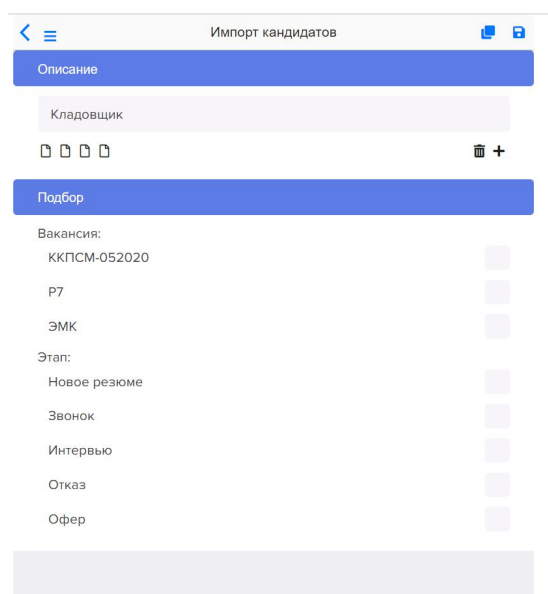 Импорт кандидатов
Описание
Кладовщик
Подбор
Вакансия:
ККПСМ-052020
Р7
ЭМК
Этап:
Новое резюме
Звонок
Интервью
Отказ
Офер